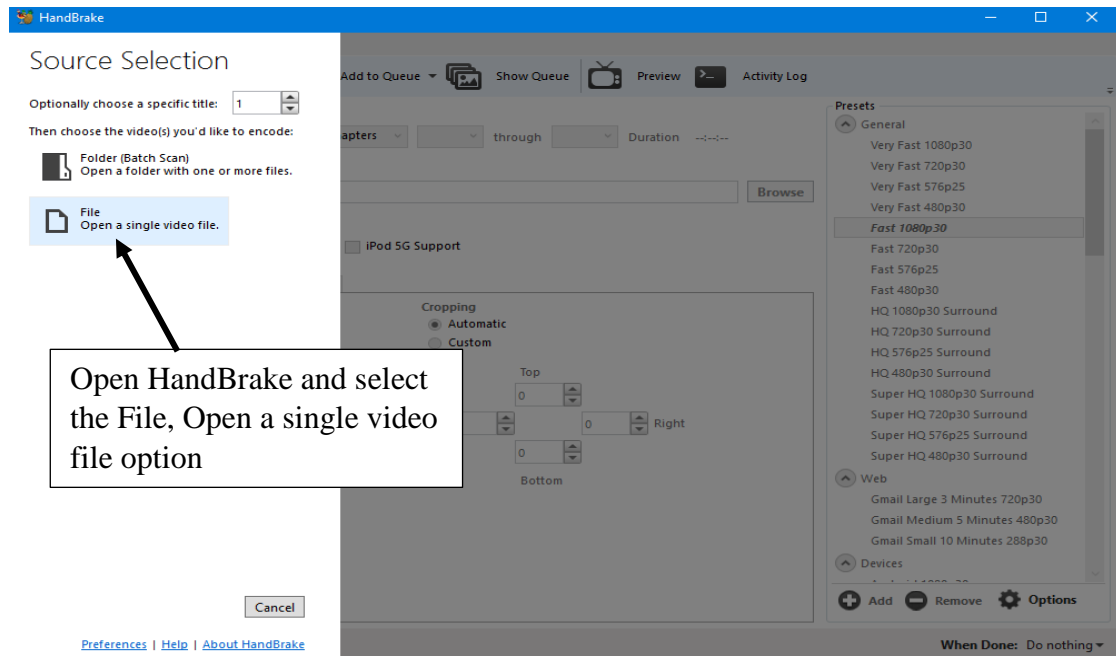 HandBrake
Source Selection
Optionally choose a specific title: 1
Then choose the video(s) you'd like to encode:
Folder (Batch Scan)
Open a folder with one or more files.
File
Open a single video file.
Open HandBrake and select
the File, Open a single video
file option
Cancel
Preferences | Help | About HandBrake
Add to Queue Show Queue Preview Activity Log
apters through Duration --:--:--
Browse
iPod 5G Support
Cropping
Automatic
Custom
Top
0
0 Right
0
Bottom
Presets
General
Very Fast 1080p30
Very Fast 720p30
Very Fast 576p25
Very Fast 480p30
Fast 1080p30
Fast 720p30
Fast 576p25
Fast 480p30
HQ 1080p30 Surround
HQ 720p30 Surround
HQ 576p25 Surround
HQ 480p30 Surround
Super HQ 1080p30 Surround
Super HQ 720p30 Surround
Super HQ 576p25 Surround
Super HQ 480p30 Surround
Web
Gmail Large 3 Minutes 720p30
Gmail Medium 5 Minutes 480p30
Gmail Small 10 Minutes 288p30
Devices
Add Remove Options
When Done: Do nothing